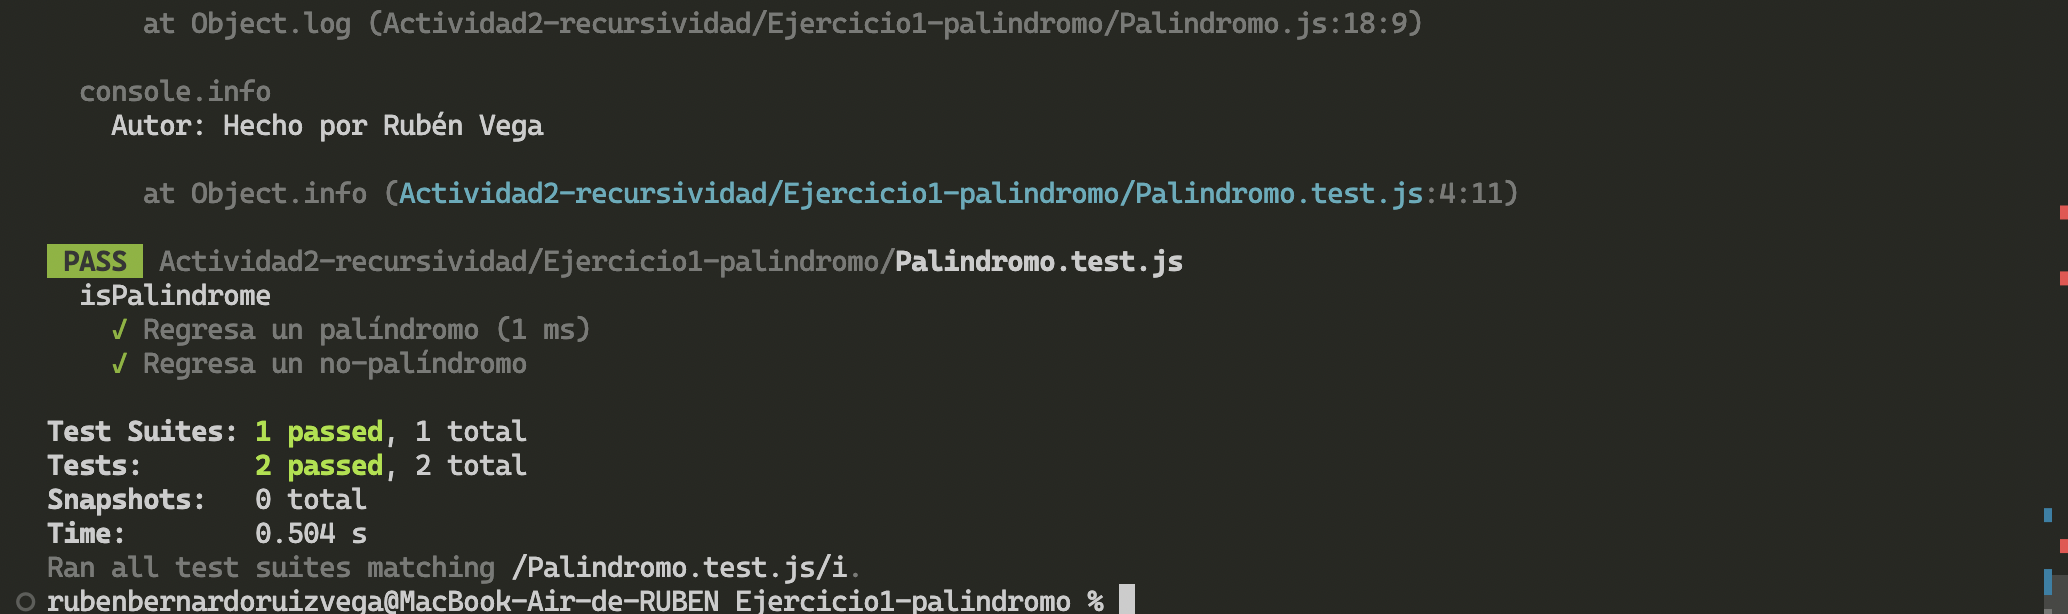 at Object.log (Actividad2-recursividad/Ejercicio1-palindromo/Palindromo.js:18:9)
console.info
Autor: Hecho por Rubén Vega
at Object.info (Actividad2-recursividad/Ejercicio1-palindromo/Palindromo.test.js:4:11)
PASS Actividad2-recursividad/Ejercicio1-palindromo/Palindromo.test.js
isPalindrome
✓ Regresa un palíndromo (1 ms)
✓ Regresa un no-palíndromo
Test Suites: 1 passed, 1 total
Tests: 2 passed, 2 total
Snapshots: 0 total
Time: 0.504 s
Ran all test suites matching /Palindromo.test.js/i.
rubenbernardoruizvega@MacBook-Air-de-RUBEN Ejercicio1-palindromo %